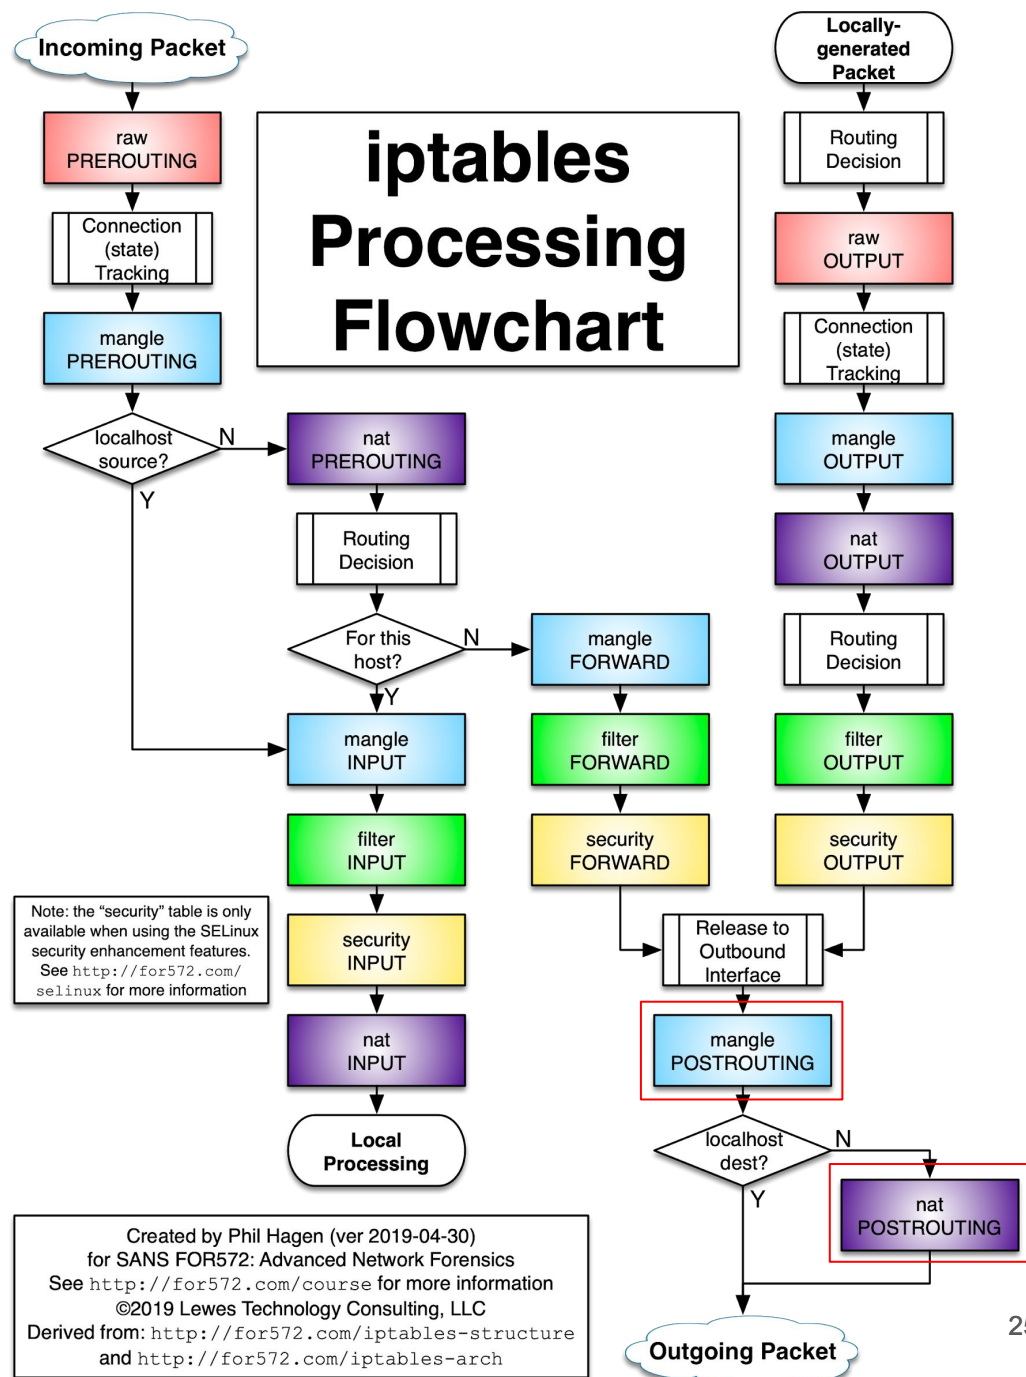 Incoming Packet
Locally-
generated
Packet
raw
PREROUTING
iptables
Processing
Flowchart
Routing
Decision
Connection
(state)
Tracking
raw
OUTPUT
mangle
PREROUTING
Connection
(state)
Tracking
localhost
source?
N
Y
nat
PREROUTING
mangle
OUTPUT
Routing
Decision
nat
OUTPUT
For this
host?
N
Y
mangle
FORWARD
Routing
Decision
mangle
INPUT
filter
FORWARD
filter
OUTPUT
filter
INPUT
security
FORWARD
security
OUTPUT
Note: the “security” table is only
available when using the SELinux
security enhancement features.
See http://for572.com/
selinux for more information
security
INPUT
Release to
Outbound
Interface
nat
INPUT
mangle
POSTROUTING
Local
Processing
localhost
dest?
N
Y
nat
POSTROUTING
Created by Phil Hagen (ver 2019-04-30)
for SANS FOR572: Advanced Network Forensics
See http://for572.com/course for more information
©2019 Lewes Technology Consulting, LLC
Derived from: http://for572.com/iptables-structure
and http://for572.com/iptables-arch
Outgoing Packet
25